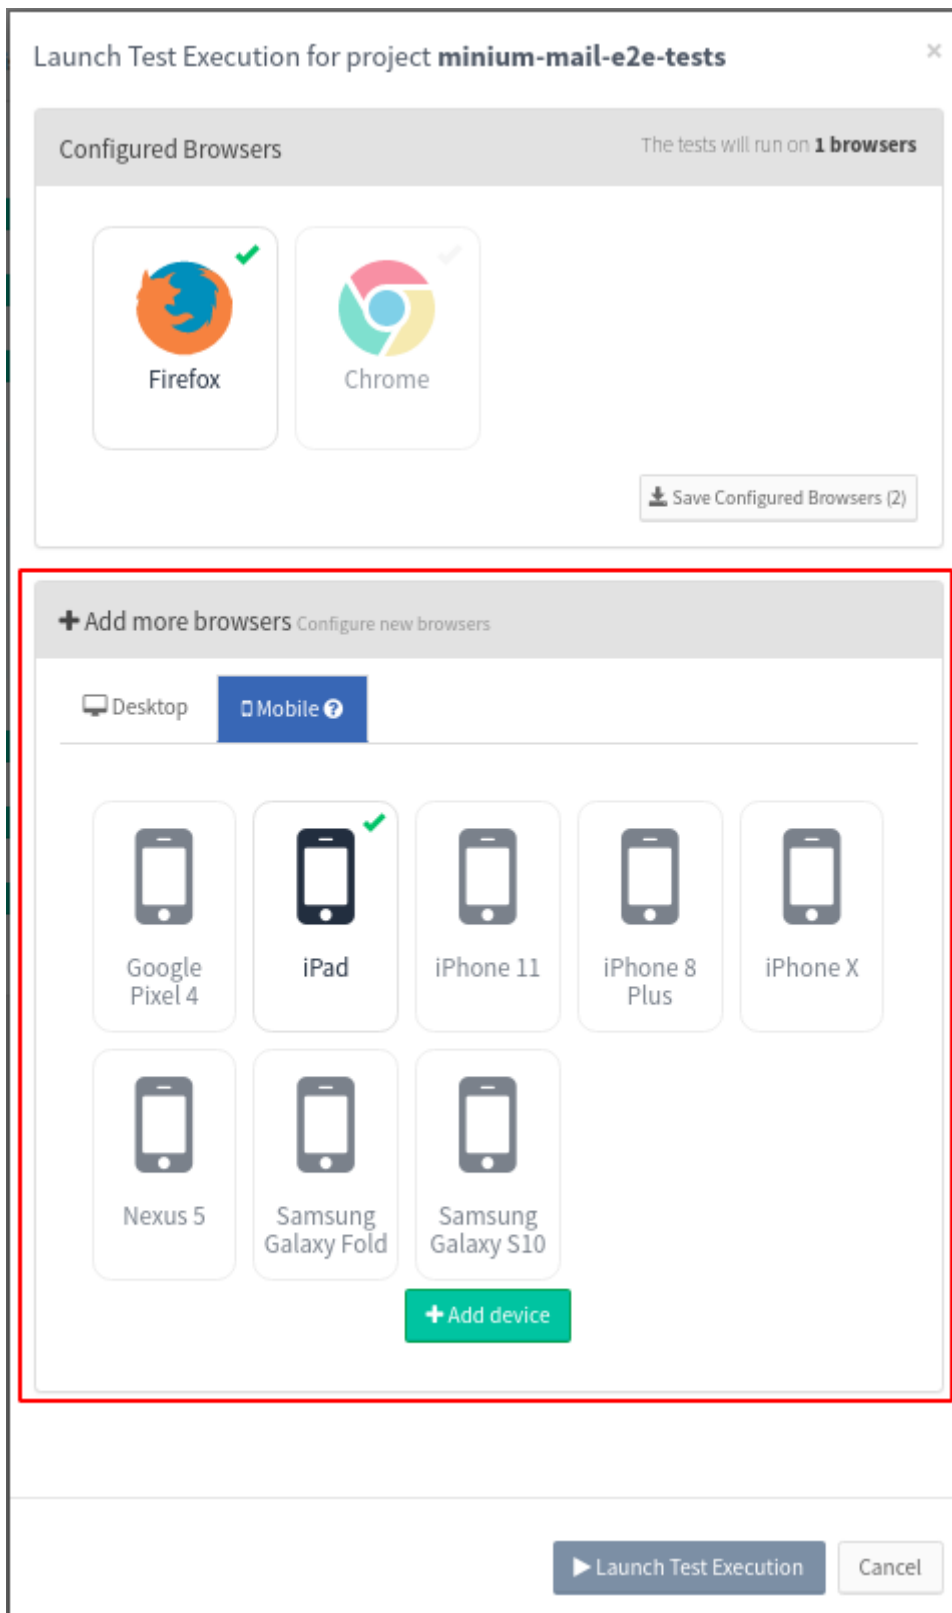 Launch Test Execution for project minium-mail-e2e-tests
×
Configured Browsers
The tests will run on 1 browsers
Firefox
Chrome
Save Configured Browsers (2)
Add more browsers Configure new browsers
Desktop
Mobile ?
Google
Pixel 4
iPad
iPhone 11
iPhone 8
Plus
iPhone X
Nexus 5
Samsung
Galaxy Fold
Samsung
Galaxy S10
Add device
Launch Test Execution
Cancel